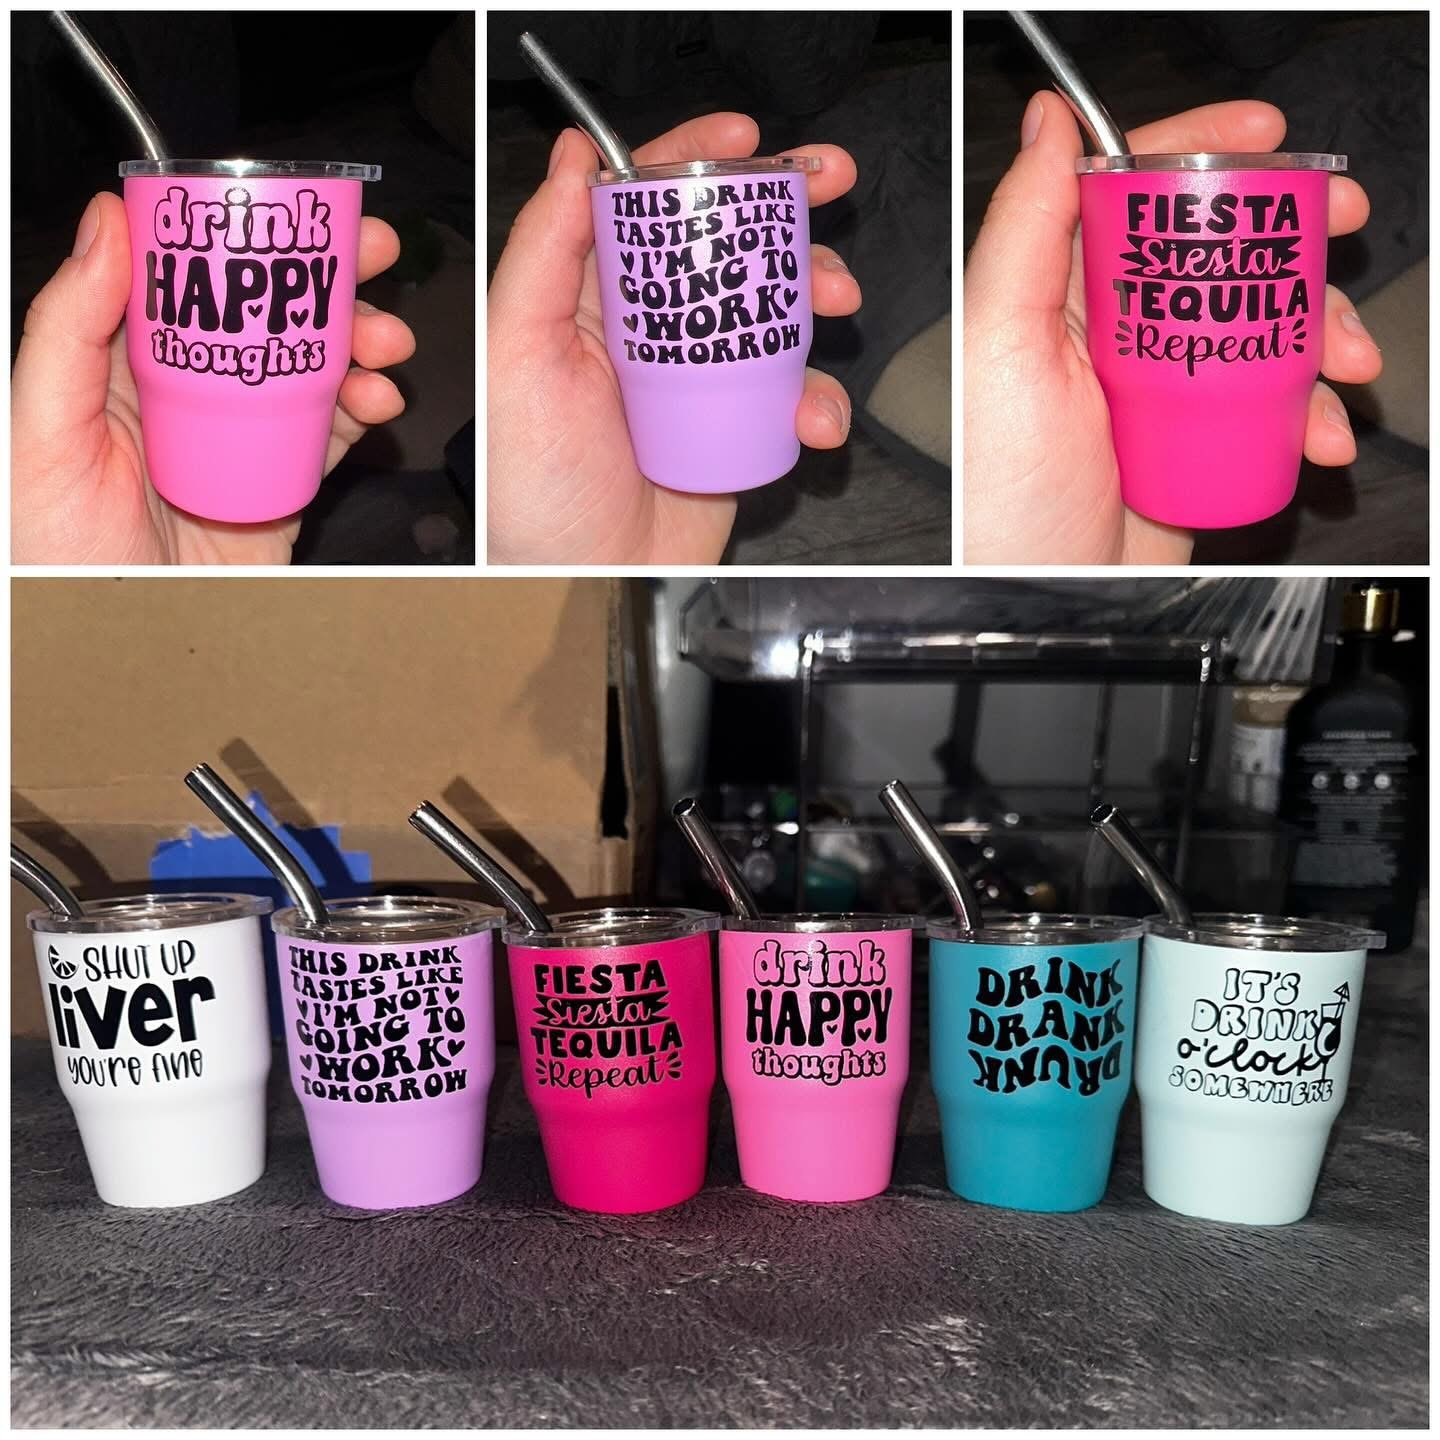 drink
HAPPY
thoughts
THIS DRINK
TASTES LIKE
I'M NOT
GOING TO
WORK
TOMORROW
FIESTA
Siesta
TEQUILA
Repeat
SHUT UP
liver
you're fine
THIS DRINK
TASTES LIKE
I'M NOT
GOING TO
WORK
TOMORROW
FIESTA
Siesta
TEQUILA
Repeat
drink
HAPPY
thoughts
DRINK
DRANK
DRUNK
IT'S
DRINK
o'clock
SOMEWHERE